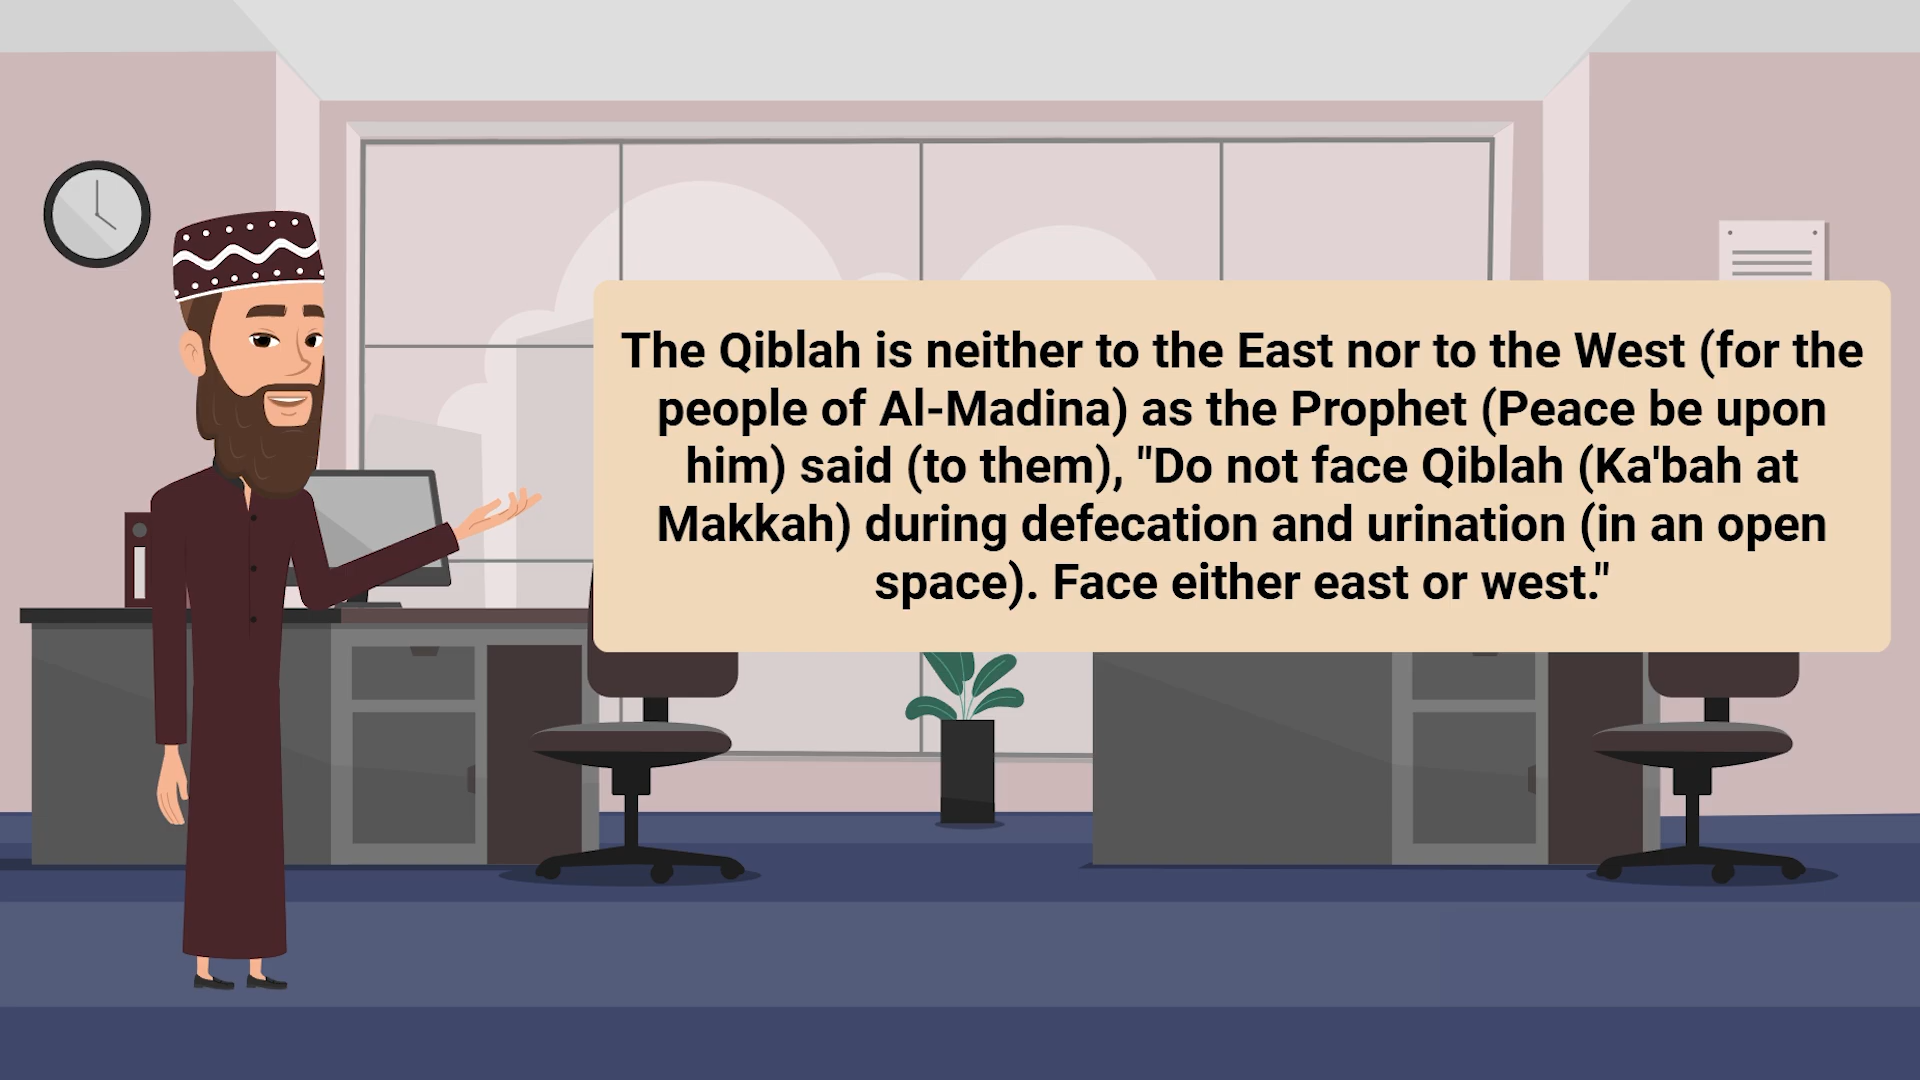 The Qiblah is neither to the East nor to the West (for the
people of Al-Madina) as the Prophet (Peace be upon
him) said (to them), "Do not face Qiblah (Ka'bah at
Makkah) during defecation and urination (in an open
space). Face either east or west."